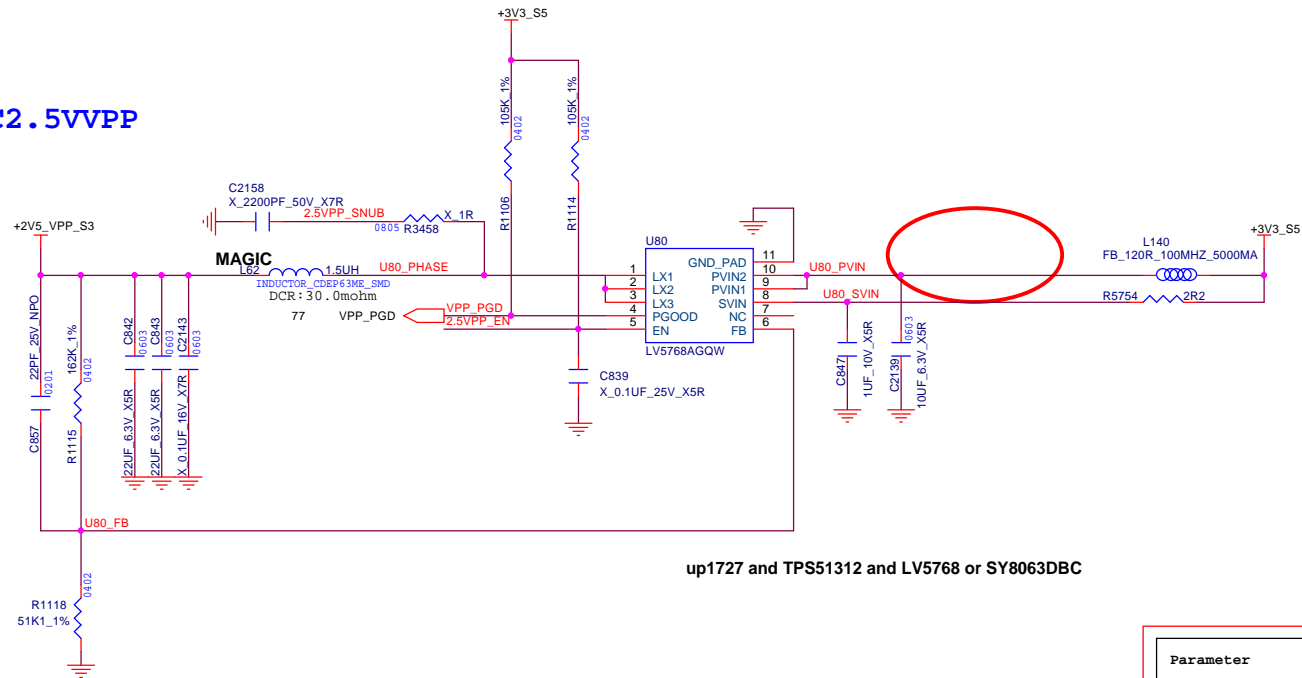 +3V3_S5
2.5VVPP
105K_1%
0402
R1106
105K_1%
0402
R1114
C2158
X_2200PF_50V_X7R
2.5VPP_SNUB
X_1R
0805
R3458
+2V5_VPP_S3
MAGIC
L62
1.5UH
INDUCTOR_CDEP63ME_SMD
DCR:30.0mohm
77
VPP_PGD
U80_PHASE
VPP_PGD
2.5VPP_EN
U80
1 LX1
2 LX2
3 LX3
4 PGOOD
5 EN
GND_PAD 11
PVIN2 10
PVIN1 9
SVIN 8
NC 7
FB 6
LV5768AGQW
U80_PVIN
U80_SVIN
L140
FB_120R_100MHZ_5000MA
+3V3_S5
R5754
2R2
C847
1UF_10V_X5R
C2139
0603
10UF_6.3V_X5R
C839
X_0.1UF_25V_X5R
22PF_25V_NPO
0201
C857
162K_1%
0402
R1115
C842
0603
22UF_6.3V_X5R
C843
0603
22UF_6.3V_X5R
C2143
0603
X_0.1UF_16V_X7R
U80_FB
R1118
51K1_1%
0402
up1727 and TPS51312 and LV5768 or SY8063DBC
Parameter